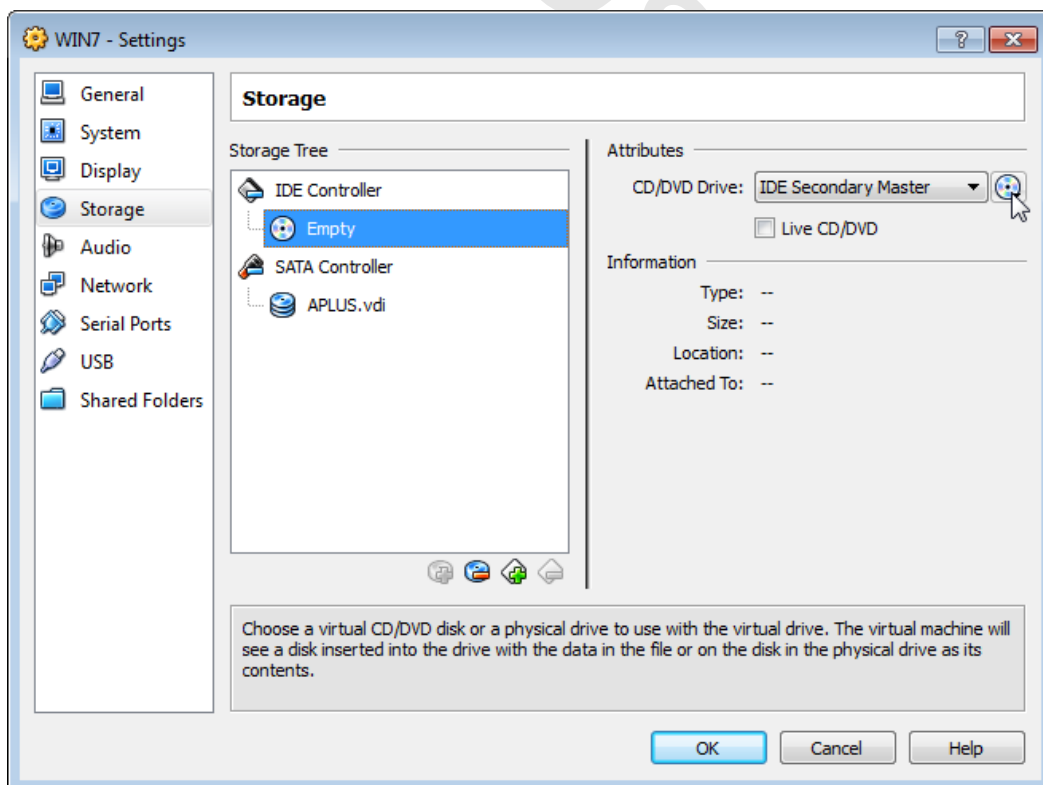 WIN7 - Settings
General
System
Display
Storage
Audio
Network
Serial Ports
USB
Shared Folders
Storage
Storage Tree
IDE Controller
Empty
SATA Controller
APLUS.vdi
Attributes
CD/DVD Drive: IDE Secondary Master
Live CD/DVD
Information
Type: --
Size: --
Location: --
Attached To: --
Choose a virtual CD/DVD disk or a physical drive to use with the virtual drive. The virtual machine will
see a disk inserted into the drive with the data in the file or on the disk in the physical drive as its
contents.
OK Cancel Help